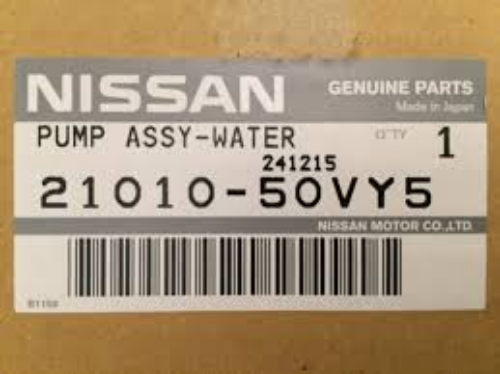 NISSAN
GENUINE PARTS
Made in Japan
PUMP ASSY-WATER
Q'TY 1
241215
21010-50VY5
NISSAN MOTOR CO.,LTD.